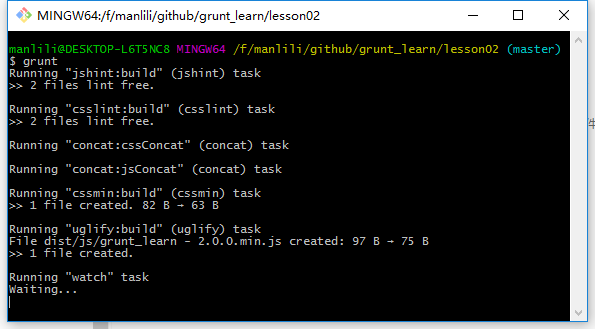 MINGW64:/f/manlili/github/grunt_learn/lesson02
manlili@DESKTOP-L6T5NC8 MINGW64 /f/manlili/github/grunt_learn/lesson02 (master)
$ grunt
Running "jshint:build" (jshint) task
>> 2 files lint free.
Running "csslint:build" (csslint) task
>> 2 files lint free.
Running "concat:cssConcat" (concat) task
Running "concat:jsConcat" (concat) task
Running "cssmin:build" (cssmin) task
>> 1 file created. 82 B → 63 B
Running "uglify:build" (uglify) task
File dist/js/grunt_learn - 2.0.0.min.js created: 97 B → 75 B
>> 1 file created.
Running "watch" task
Waiting...